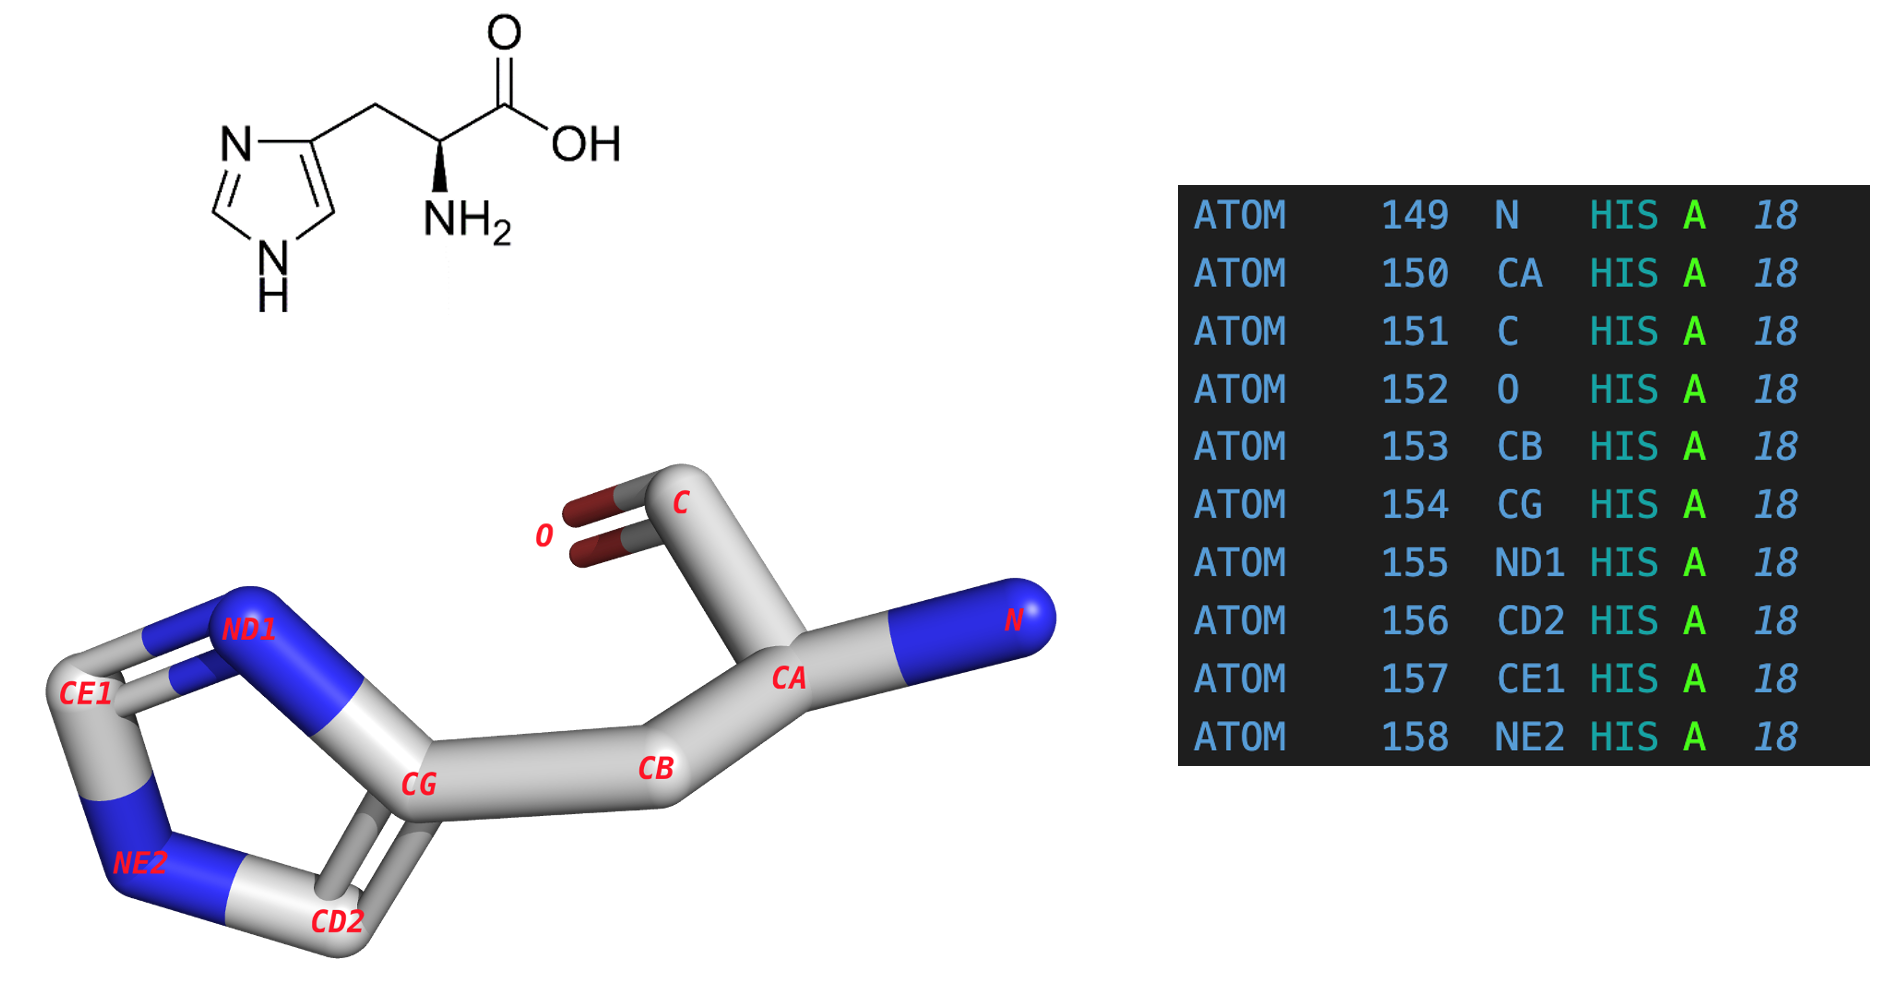 O
N
OH
NH₂
N
H
ATOM 149 N HIS A 18
ATOM 150 CA HIS A 18
ATOM 151 C HIS A 18
ATOM 152 O HIS A 18
ATOM 153 CB HIS A 18
ATOM 154 CG HIS A 18
ATOM 155 ND1 HIS A 18
ATOM 156 CD2 HIS A 18
ATOM 157 CE1 HIS A 18
ATOM 158 NE2 HIS A 18
C
O
N
ND1
CA
CE1
CB
CG
NE2
CD2